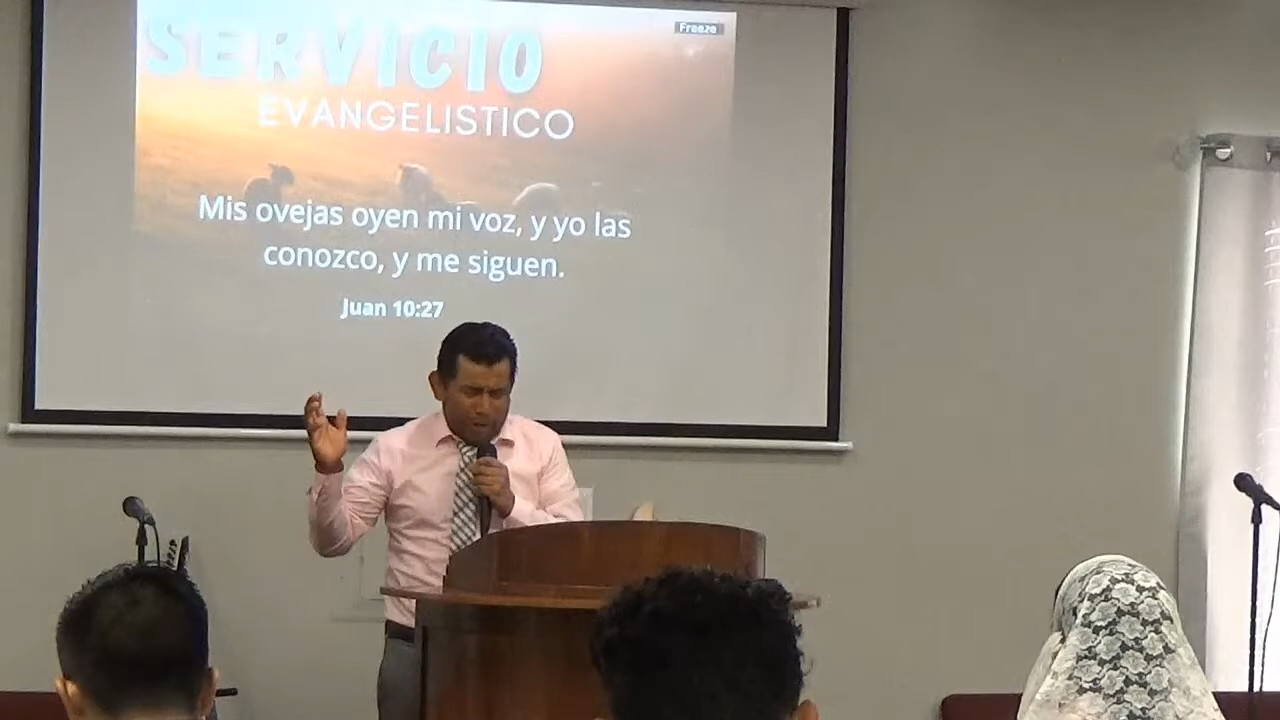 Freeze
SERVICIO
EVANGELISTICO
Mis ovejas oyen mi voz, y yo las
conozco, y me siguen.
Juan 10:27